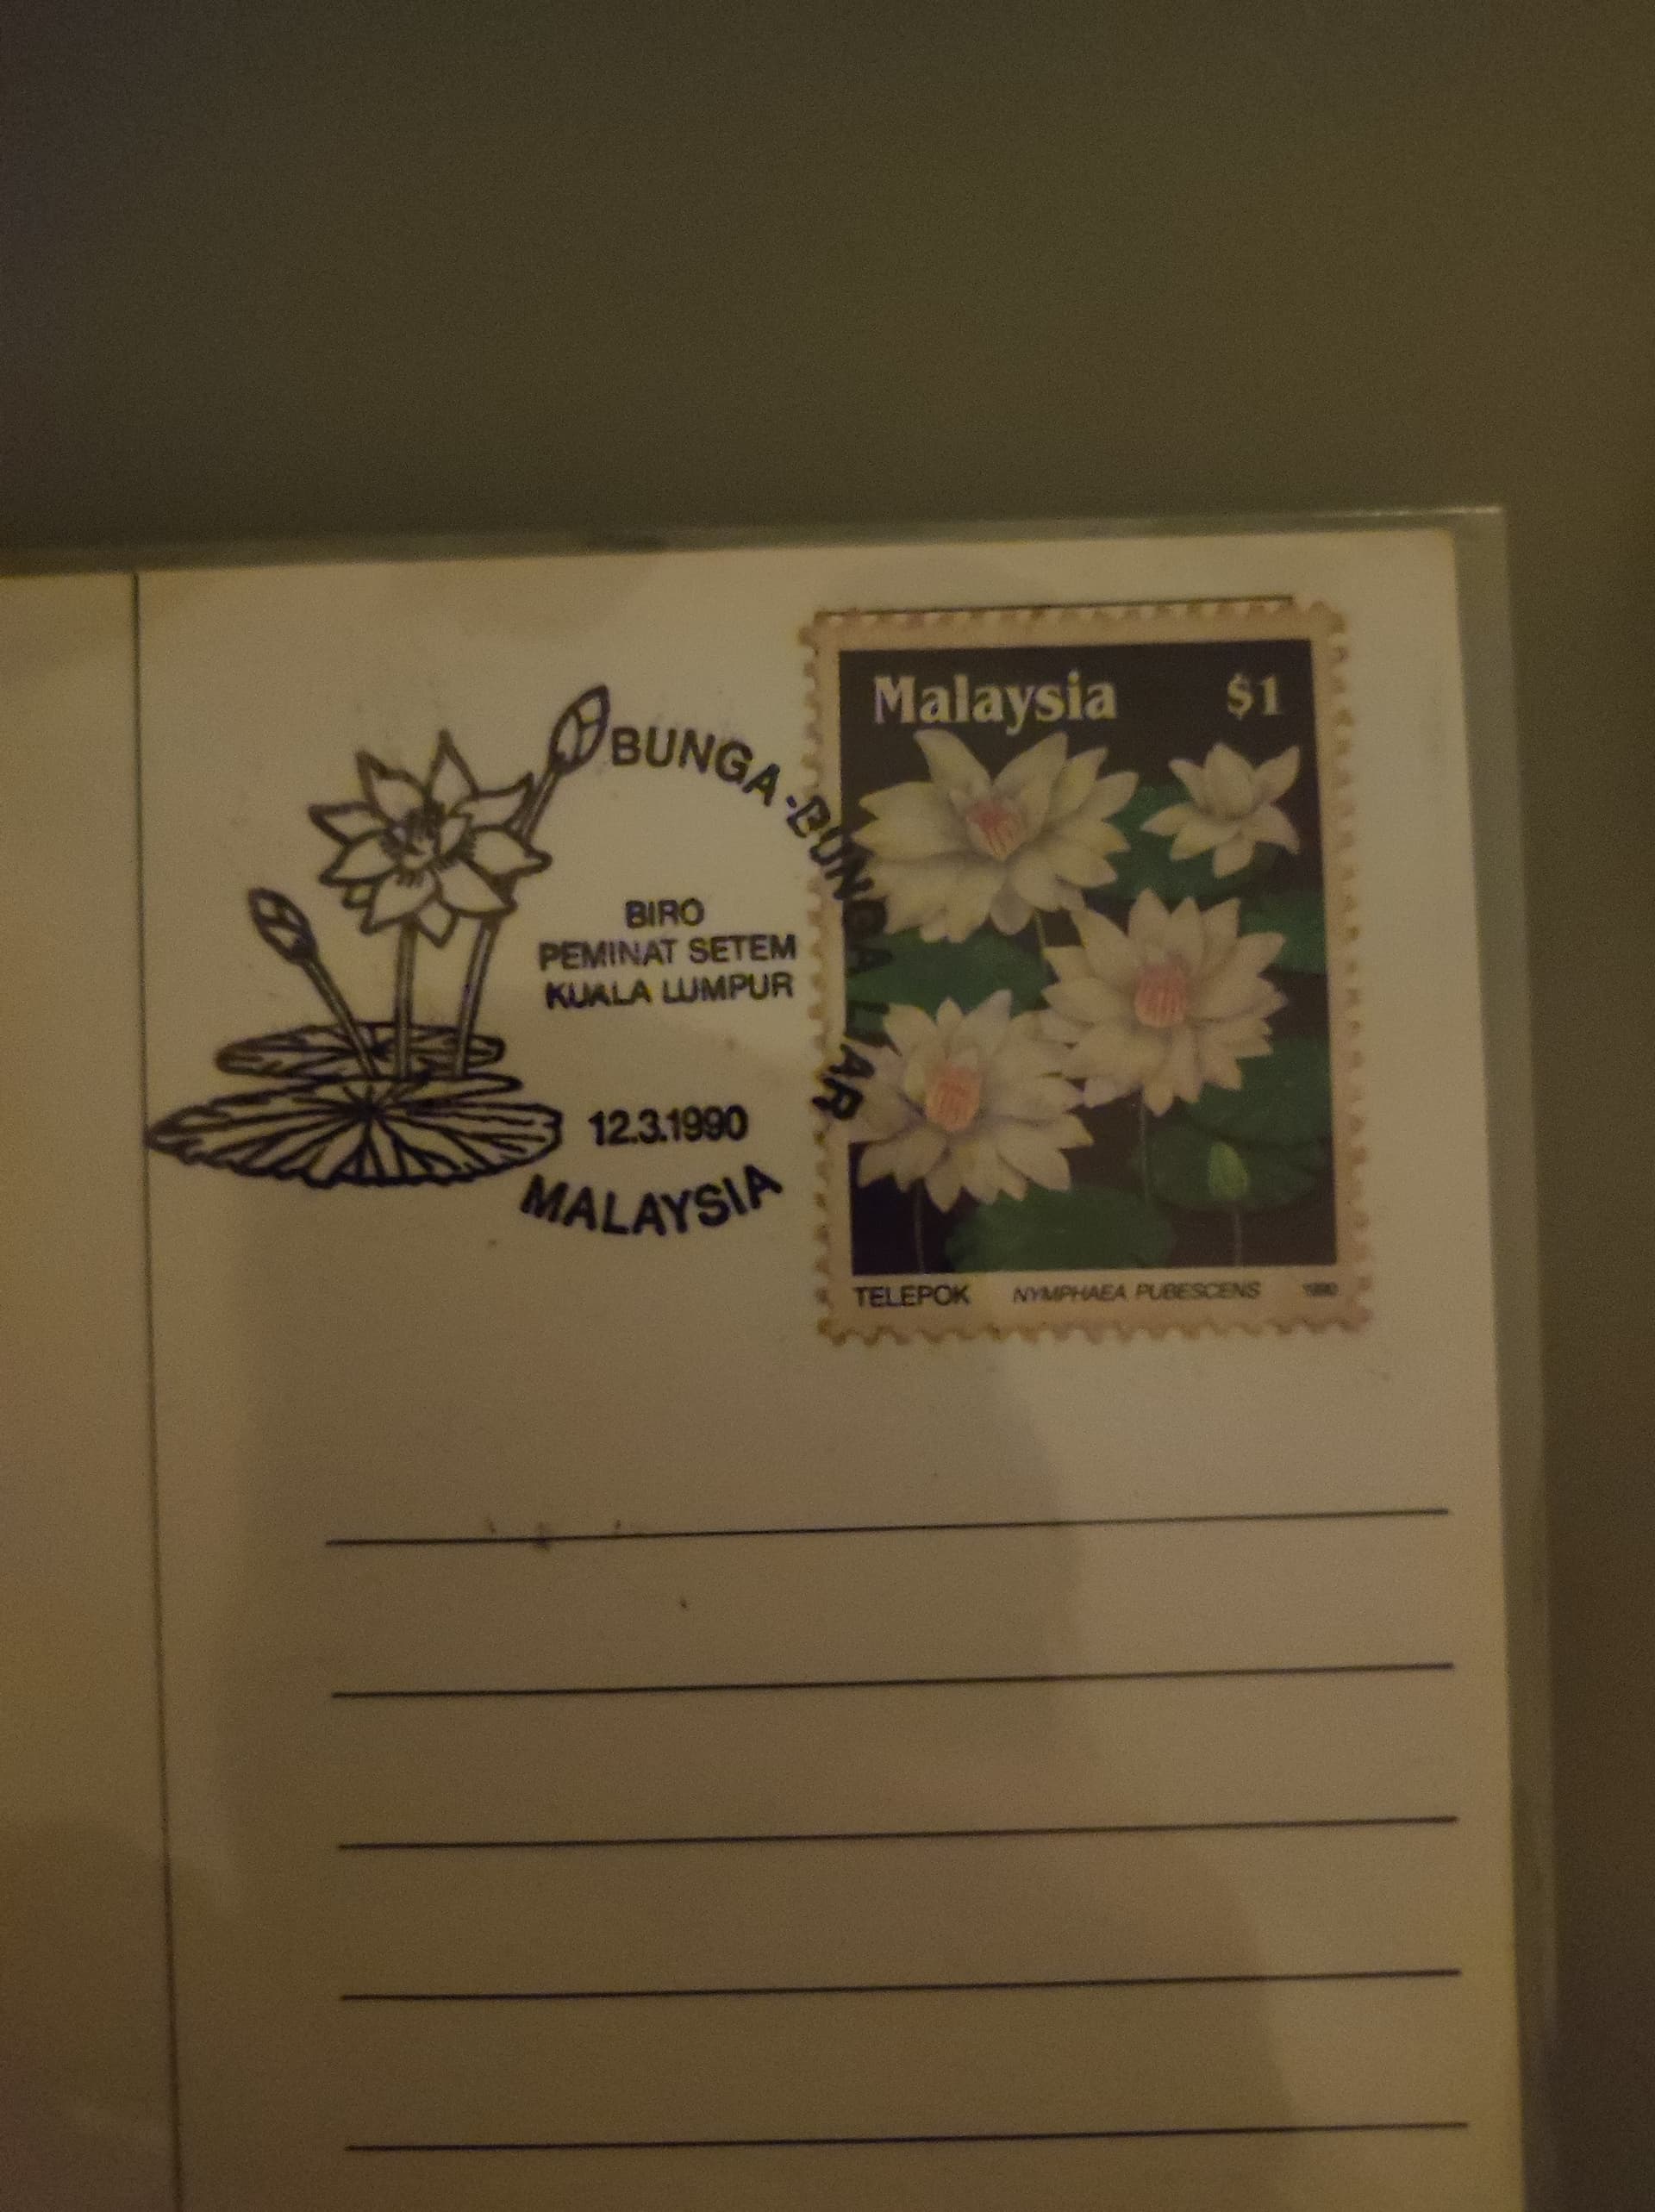 BUNGA-BUNGA LIAR
BIRO
PEMINAT SETEM
KUALA LUMPUR
12.3.1990
MALAYSIA
Malaysia $1
TELEPOK NYMPHAEA PUBESCENS 1990